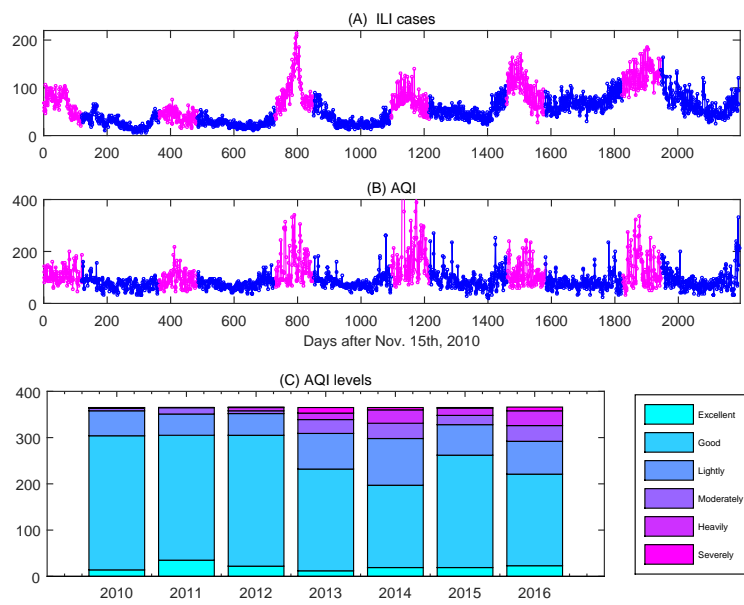 (A) ILI cases
200
100
0
0 200 400 600 800 1000 1200 1400 1600 1800 2000
(B) AQI
400
200
0
0 200 400 600 800 1000 1200 1400 1600 1800 2000
Days after Nov. 15th, 2010
(C) AQI levels
400
300
200
100
0
2010 2011 2012 2013 2014 2015 2016
Excellent
Good
Lightly
Moderately
Heavily
Severely